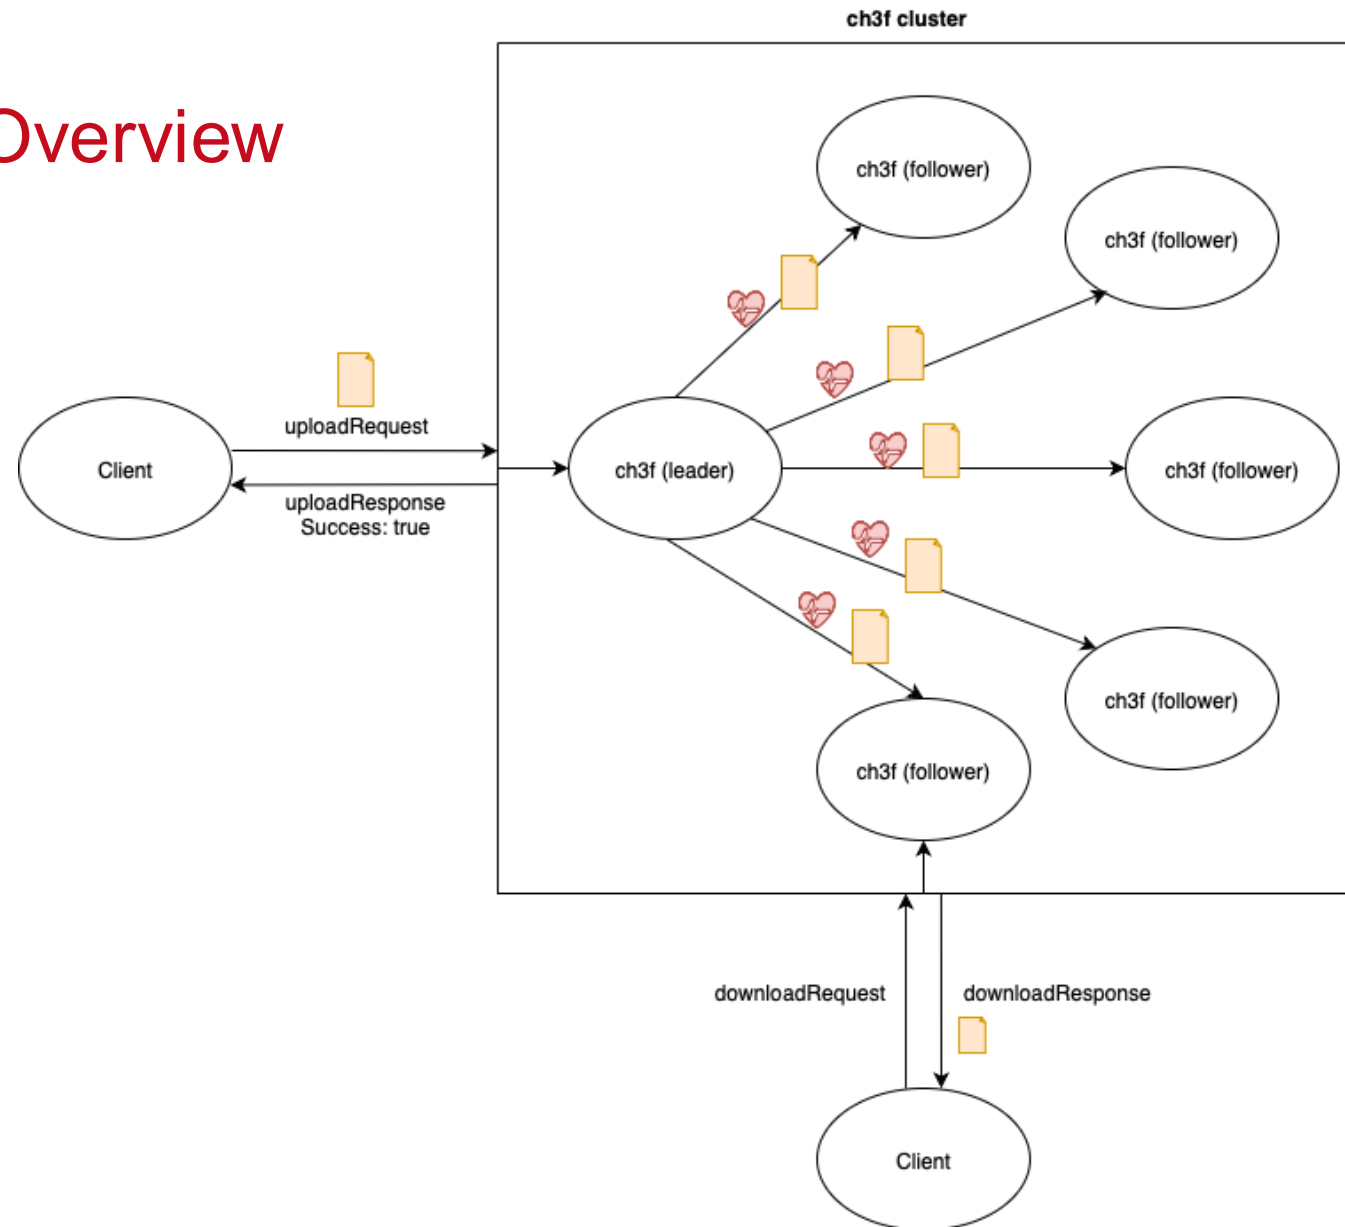 ch3f cluster
Overview
ch3f (follower)
ch3f (follower)
uploadRequest
Client
ch3f (leader)
ch3f (follower)
uploadResponse
Success: true
ch3f (follower)
ch3f (follower)
downloadRequest
downloadResponse
Client